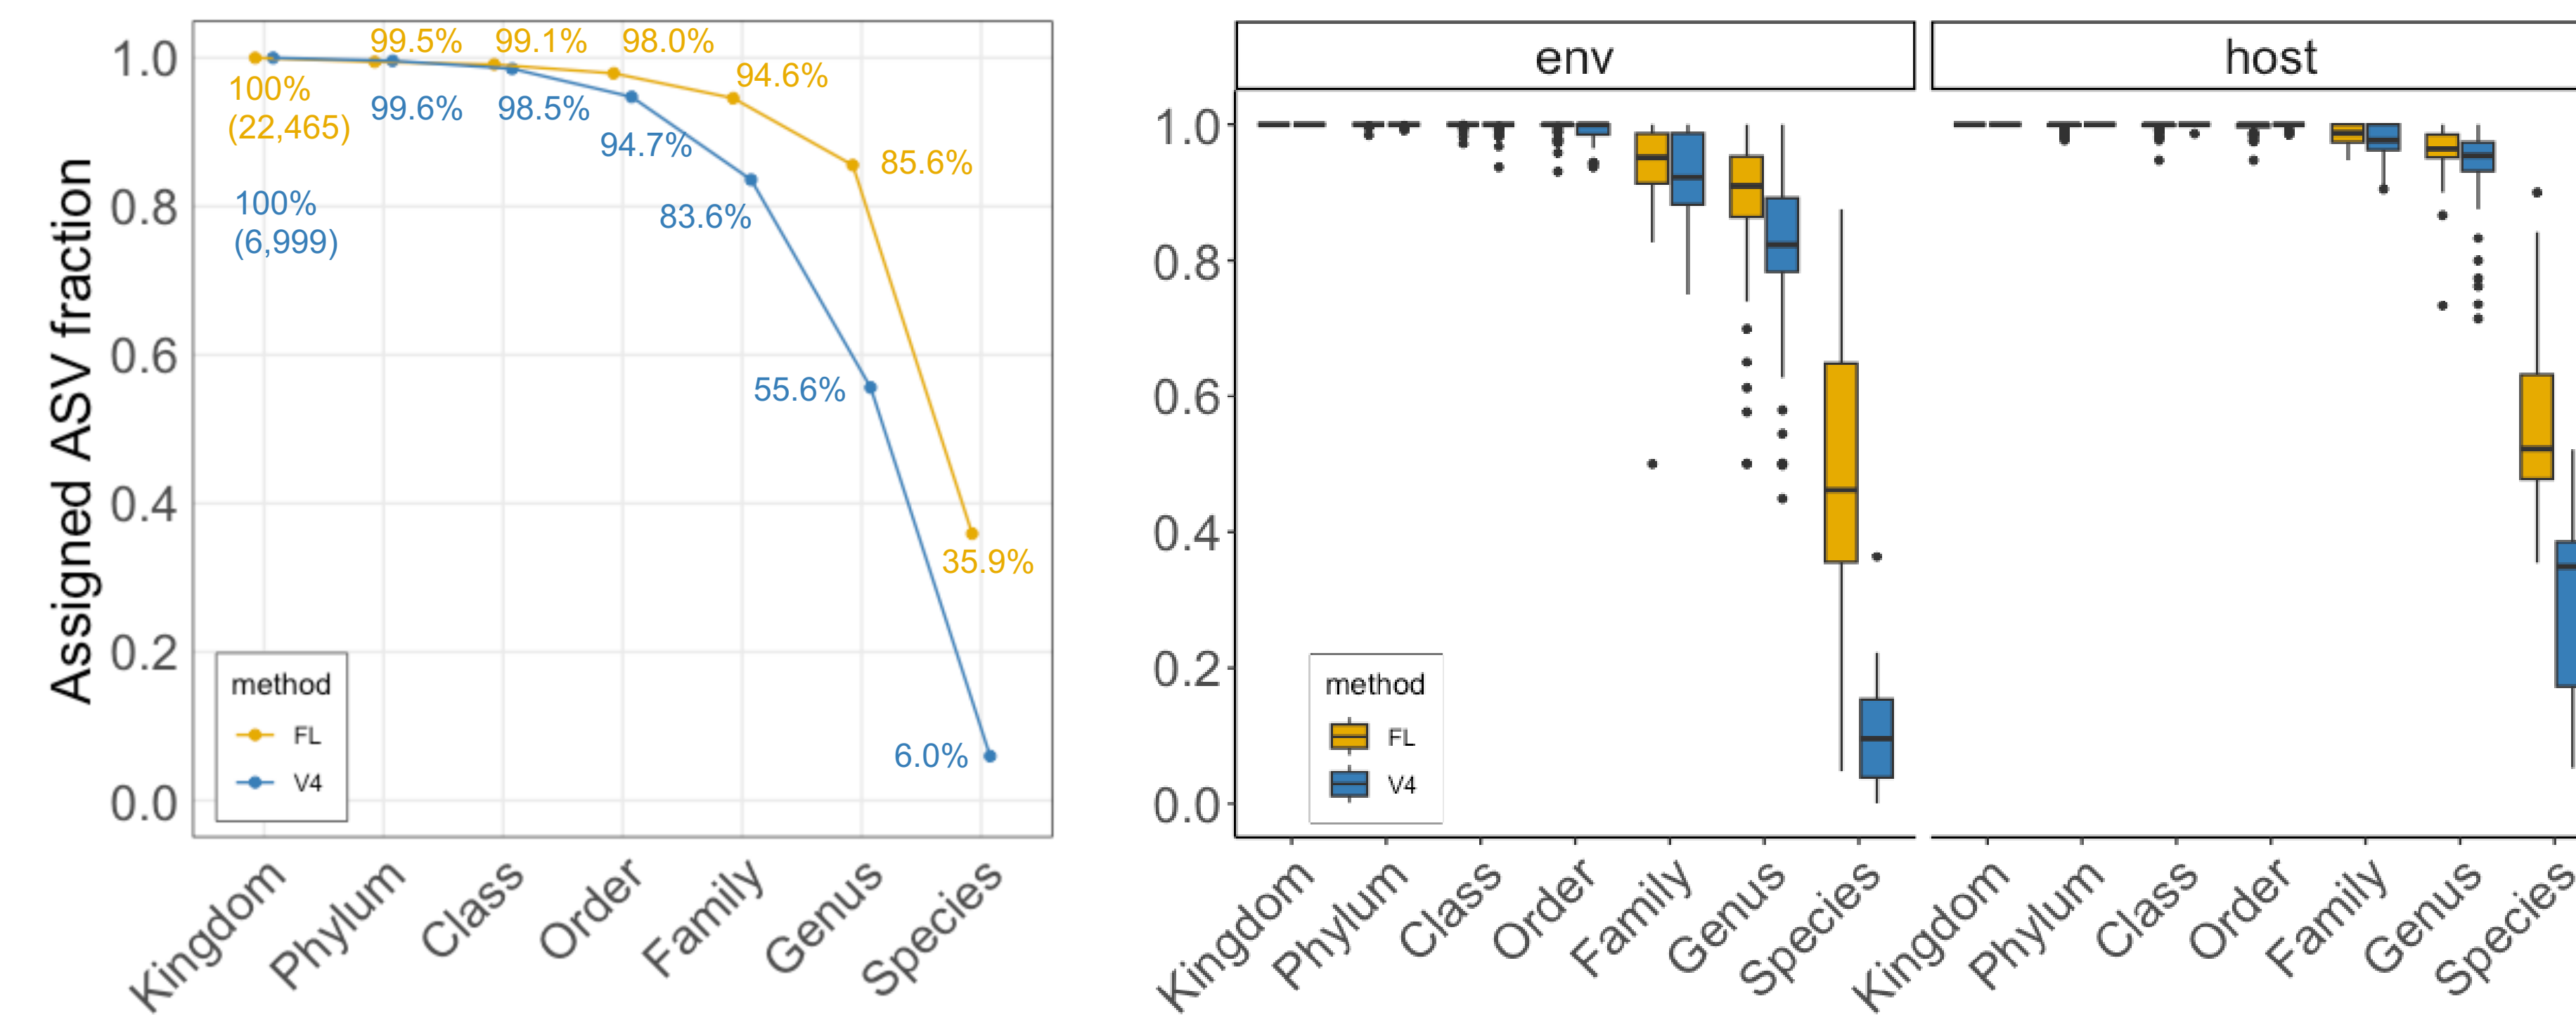 Assigned ASV fraction
1.0
0.8
0.6
0.4
0.2
0.0
99.5%
99.1%
98.0%
94.6%
85.6%
35.9%
100%
(22,465)
99.6%
98.5%
94.7%
83.6%
55.6%
6.0%
100%
(6,999)
method
FL
V4
Kingdom
Phylum
Class
Order
Family
Genus
Species
env
host
1.0
0.8
0.6
0.4
0.2
0.0
method
FL
V4
Kingdom
Phylum
Class
Order
Family
Genus
Species
Kingdom
Phylum
Class
Order
Family
Genus
Species